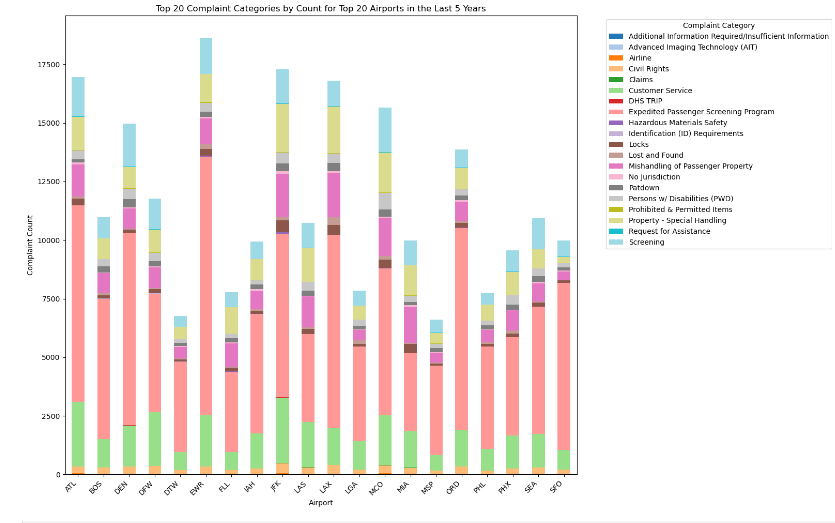 Top 20 Complaint Categories by Count for Top 20 Airports in the Last 5 Years
Complaint Category
Additional Information Required/Insufficient Information
Advanced Imaging Technology (AIT)
Airline
Civil Rights
Claims
Customer Service
DHS TRIP
Expedited Passenger Screening Program
Hazardous Materials Safety
Identification (ID) Requirements
Locks
Lost and Found
Mishandling of Passenger Property
No Jurisdiction
Patdown
Persons w/ Disabilities (PWD)
Prohibited & Permitted Items
Property - Special Handling
Request for Assistance
Screening
Complaint Count
17500
15000
12500
10000
7500
5000
2500
0
ATL BOS DEN DFW DTW EWR FLL IAH JFK LAS LAX LGA MCO MIA MSP ORD PHL PHX SEA SFO
Airport